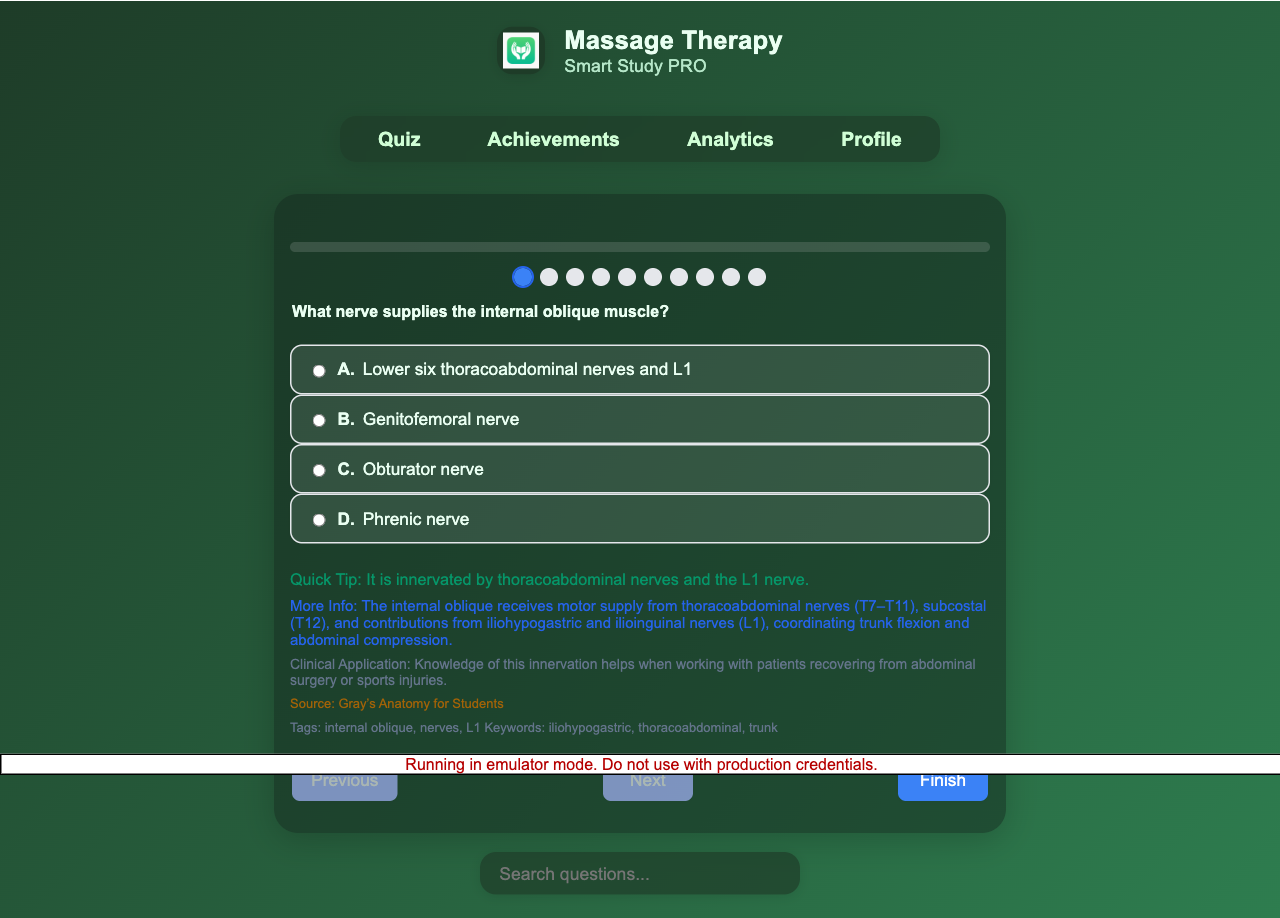 Massage Therapy
Smart Study PRO
Quiz Achievements Analytics Profile
What nerve supplies the internal oblique muscle?
A. Lower six thoracoabdominal nerves and L1
B. Genitofemoral nerve
C. Obturator nerve
D. Phrenic nerve
Quick Tip: It is innervated by thoracoabdominal nerves and the L1 nerve.
More Info: The internal oblique receives motor supply from thoracoabdominal nerves (T7–T11), subcostal
(T12), and contributions from iliohypogastric and ilioinguinal nerves (L1), coordinating trunk flexion and
abdominal compression.
Clinical Application: Knowledge of this innervation helps when working with patients recovering from abdominal
surgery or sports injuries.
Source: Gray's Anatomy for Students
Tags: internal oblique, nerves, L1 Keywords: iliohypogastric, thoracoabdominal, trunk
Running in emulator mode. Do not use with production credentials.
Previous Next Finish
Search questions...